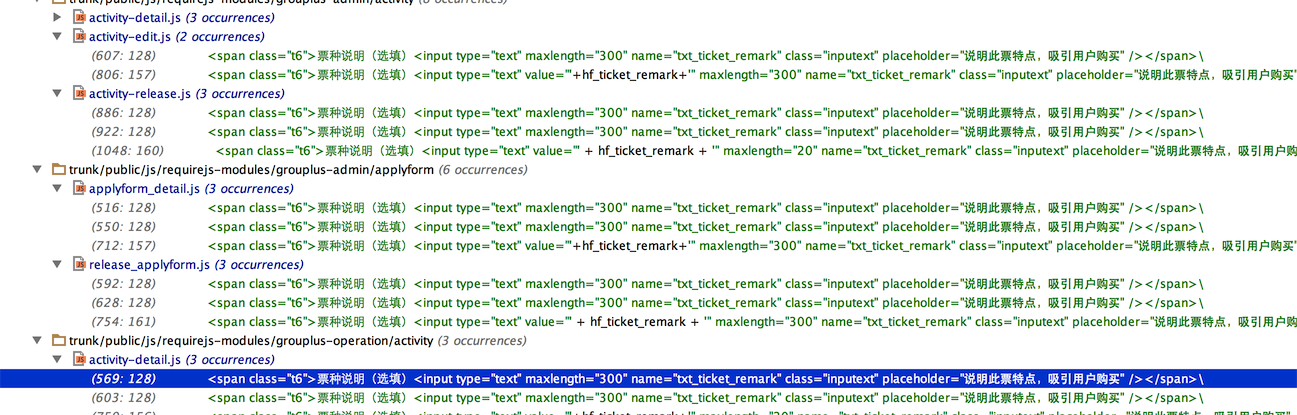 trunk/public/js/requirejs-modules/grouplus-admin/activity (8 occurrences)
activity-detail.js (3 occurrences)
activity-edit.js (2 occurrences)
(607: 128) <span class="t6">票种说明（选填）<input type="text" maxlength="300" name="txt_ticket_remark" placeholder="说明此票特点，吸引用户购买" /></span>\
(806: 157) <input type="text" value="'+hf_ticket_remark+'" maxlength="300" name="txt_ticket_remark" class="inputext" placeholder="说明此票特点，吸引用户购买"
activity-release.js (3 occurrences)
(886: 128) <span class="t6">票种说明（选填）<input type="text" maxlength="300" name="txt_ticket_remark" class="inputext" placeholder="说明此票特点，吸引用户购买" /></span>\
(922: 128) <span class="t6">票种说明（选填）<input type="text" maxlength="300" name="txt_ticket_remark" class="inputext" placeholder="说明此票特点，吸引用户购买" /></span>\
(1048: 160) <span class="t6">票种说明（选填）<input type="text" value="' + hf_ticket_remark + '" maxlength="20" name="txt_ticket_remark" class="inputext" placeholder="说明此票特点，吸引用户购
trunk/public/js/requirejs-modules/grouplus-admin/applyform (6 occurrences)
applyform_detail.js (3 occurrences)
(516: 128) <span class="t6">票种说明（选填）<input type="text" maxlength="300" name="txt_ticket_remark" class="inputext" placeholder="说明此票特点，吸引用户购买" /></span>\
(550: 128) <span class="t6">票种说明（选填）<input type="text" maxlength="300" name="txt_ticket_remark" class="inputext" placeholder="说明此票特点，吸引用户购买" /></span>\
(712: 157) <span class="t6">票种说明（选填）<input type="text" value="'+hf_ticket_remark+'" maxlength="300" name="txt_ticket_remark" class="inputext" placeholder="说明此票特点，吸引用户购买"
release_applyform.js (3 occurrences)
(592: 128) <span class="t6">票种说明（选填）<input type="text" maxlength="300" name="txt_ticket_remark" class="inputext" placeholder="说明此票特点，吸引用户购买" /></span>\
(628: 128) <span class="t6">票种说明（选填）<input type="text" maxlength="300" name="txt_ticket_remark" class="inputext" placeholder="说明此票特点，吸引用户购买" /></span>\
(754: 161) <span class="t6">票种说明（选填）<input type="text" value="' + hf_ticket_remark + '" maxlength="300" name="txt_ticket_remark" class="inputext" placeholder="说明此票特点，吸引用户购
trunk/public/js/requirejs-modules/grouplus-operation/activity (3 occurrences)
activity-detail.js (3 occurrences)
(569: 128) <span class="t6">票种说明（选填）<input type="text" maxlength="300" name="txt_ticket_remark" class="inputext" placeholder="说明此票特点，吸引用户购买" /></span>\
(603: 128) <span class="t6">票种说明（选填）<input type="text" maxlength="300" name="txt_ticket_remark" class="inputext" placeholder="说明此票特点，吸引用户购买" /></span>\